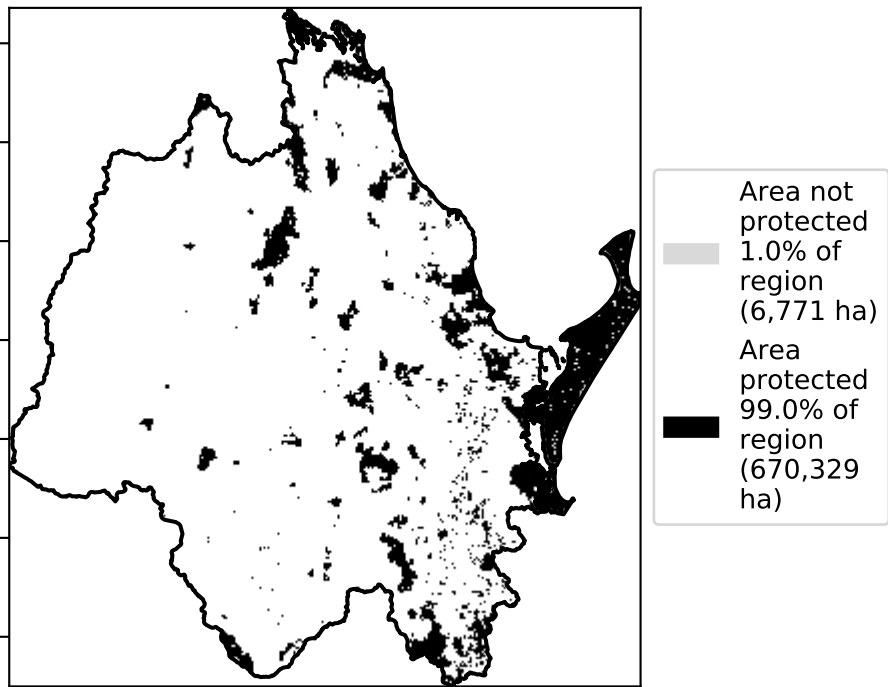 Area not
protected
1.0% of
region
(6,771 ha)
Area
protected
99.0% of
region
(670,329
ha)